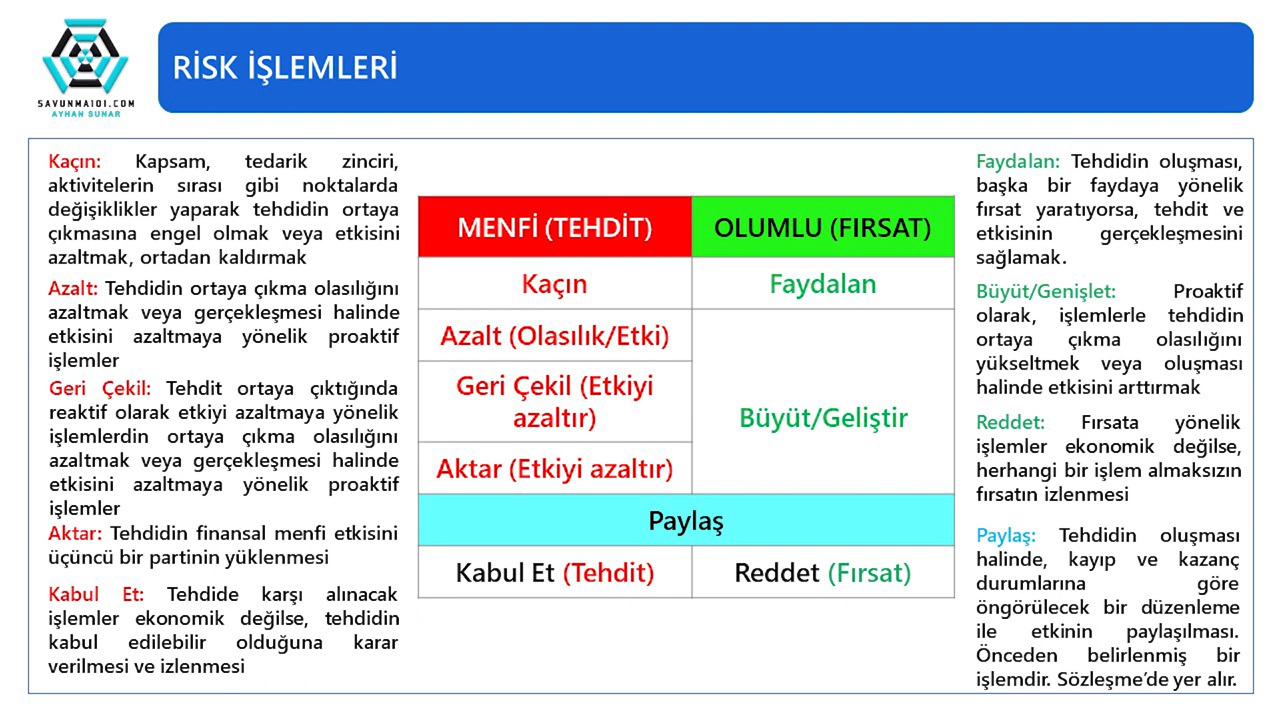 SAVUNMA101.COM
AYHAN SUNAR
RİSK İŞLEMLERİ
Kaçın: Kapsam, tedarik zinciri,
aktivitelerin sırası gibi noktalarda
değişiklikler yaparak tehdidin ortaya
çıkmasına engel olmak veya etkisini
azaltmak, ortadan kaldırmak
Azalt: Tehdidin ortaya çıkma olasılığını
azaltmak veya gerçekleşmesi halinde
etkisini azaltmaya yönelik proaktif
işlemler
Geri Çekil: Tehdit ortaya çıktığında
reaktif olarak etkiyi azaltmaya yönelik
işlemlerdin ortaya çıkma olasılığını
azaltmak veya gerçekleşmesi halinde
etkisini azaltmaya yönelik proaktif
işlemler
Aktar: Tehdidin finansal menfi etkisini
üçüncü bir partinin yüklenmesi
Kabul Et: Tehdide karşı alınacak
işlemler ekonomik değilse, tehdidin
kabul edilebilir olduğuna karar
verilmesi ve izlenmesi
MENFİ (TEHDİT) OLUMLU (FIRSAT)
Kaçın Faydalan
Azalt (Olasılık/Etki)
Geri Çekil (Etkiyi
azaltır)
Büyüt/Geliştir
Aktar (Etkiyi azaltır)
Paylaş
Kabul Et (Tehdit) Reddet (Fırsat)
Faydalan: Tehdidin oluşması,
başka bir faydaya yönelik
fırsat yaratıyorsa, tehdit ve
etkisinin gerçekleşmesini
sağlamak.
Büyüt/Genişlet: Proaktif
olarak, işlemlerle tehdidin
ortaya çıkma olasılığını
yükseltmek veya oluşması
halinde etkisini arttırmak
Reddet: Fırsata yönelik
işlemler ekonomik değilse,
herhangi bir işlem almaksızın
fırsatın izlenmesi
Paylaş: Tehdidin oluşması
halinde, kayıp ve kazanç
durumlarına göre
öngörülecek bir düzenleme
ile etkinin paylaşılması.
Önceden belirlenmiş bir
işlemdir. Sözleşme’de yer alır.